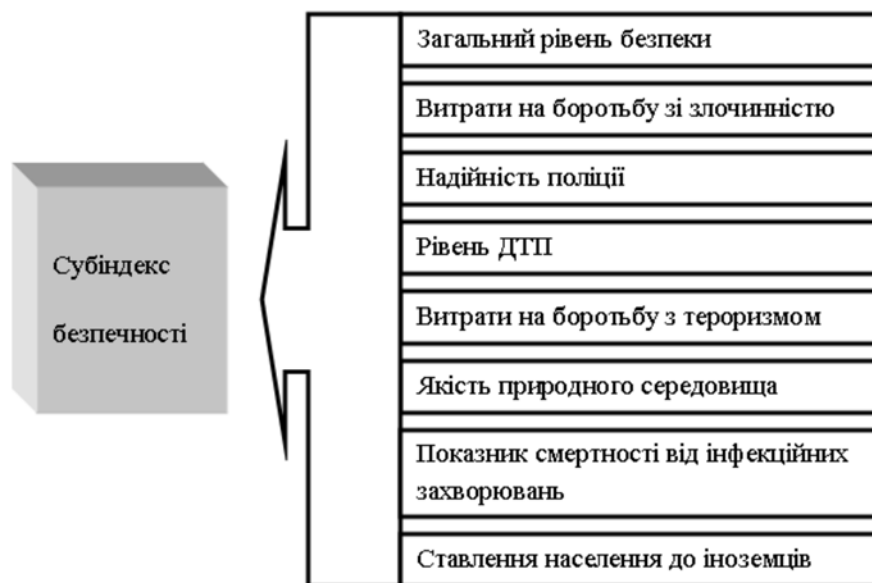 Субіндекс
безпечності
Загальний рівень безпеки
Витрати на боротьбу зі злочинністю
Надійність поліції
Рівень ДТП
Витрати на боротьбу з тероризмом
Якість природного середовища
Показник смертності від інфекційних
захворювань
Ставлення населення до іноземців